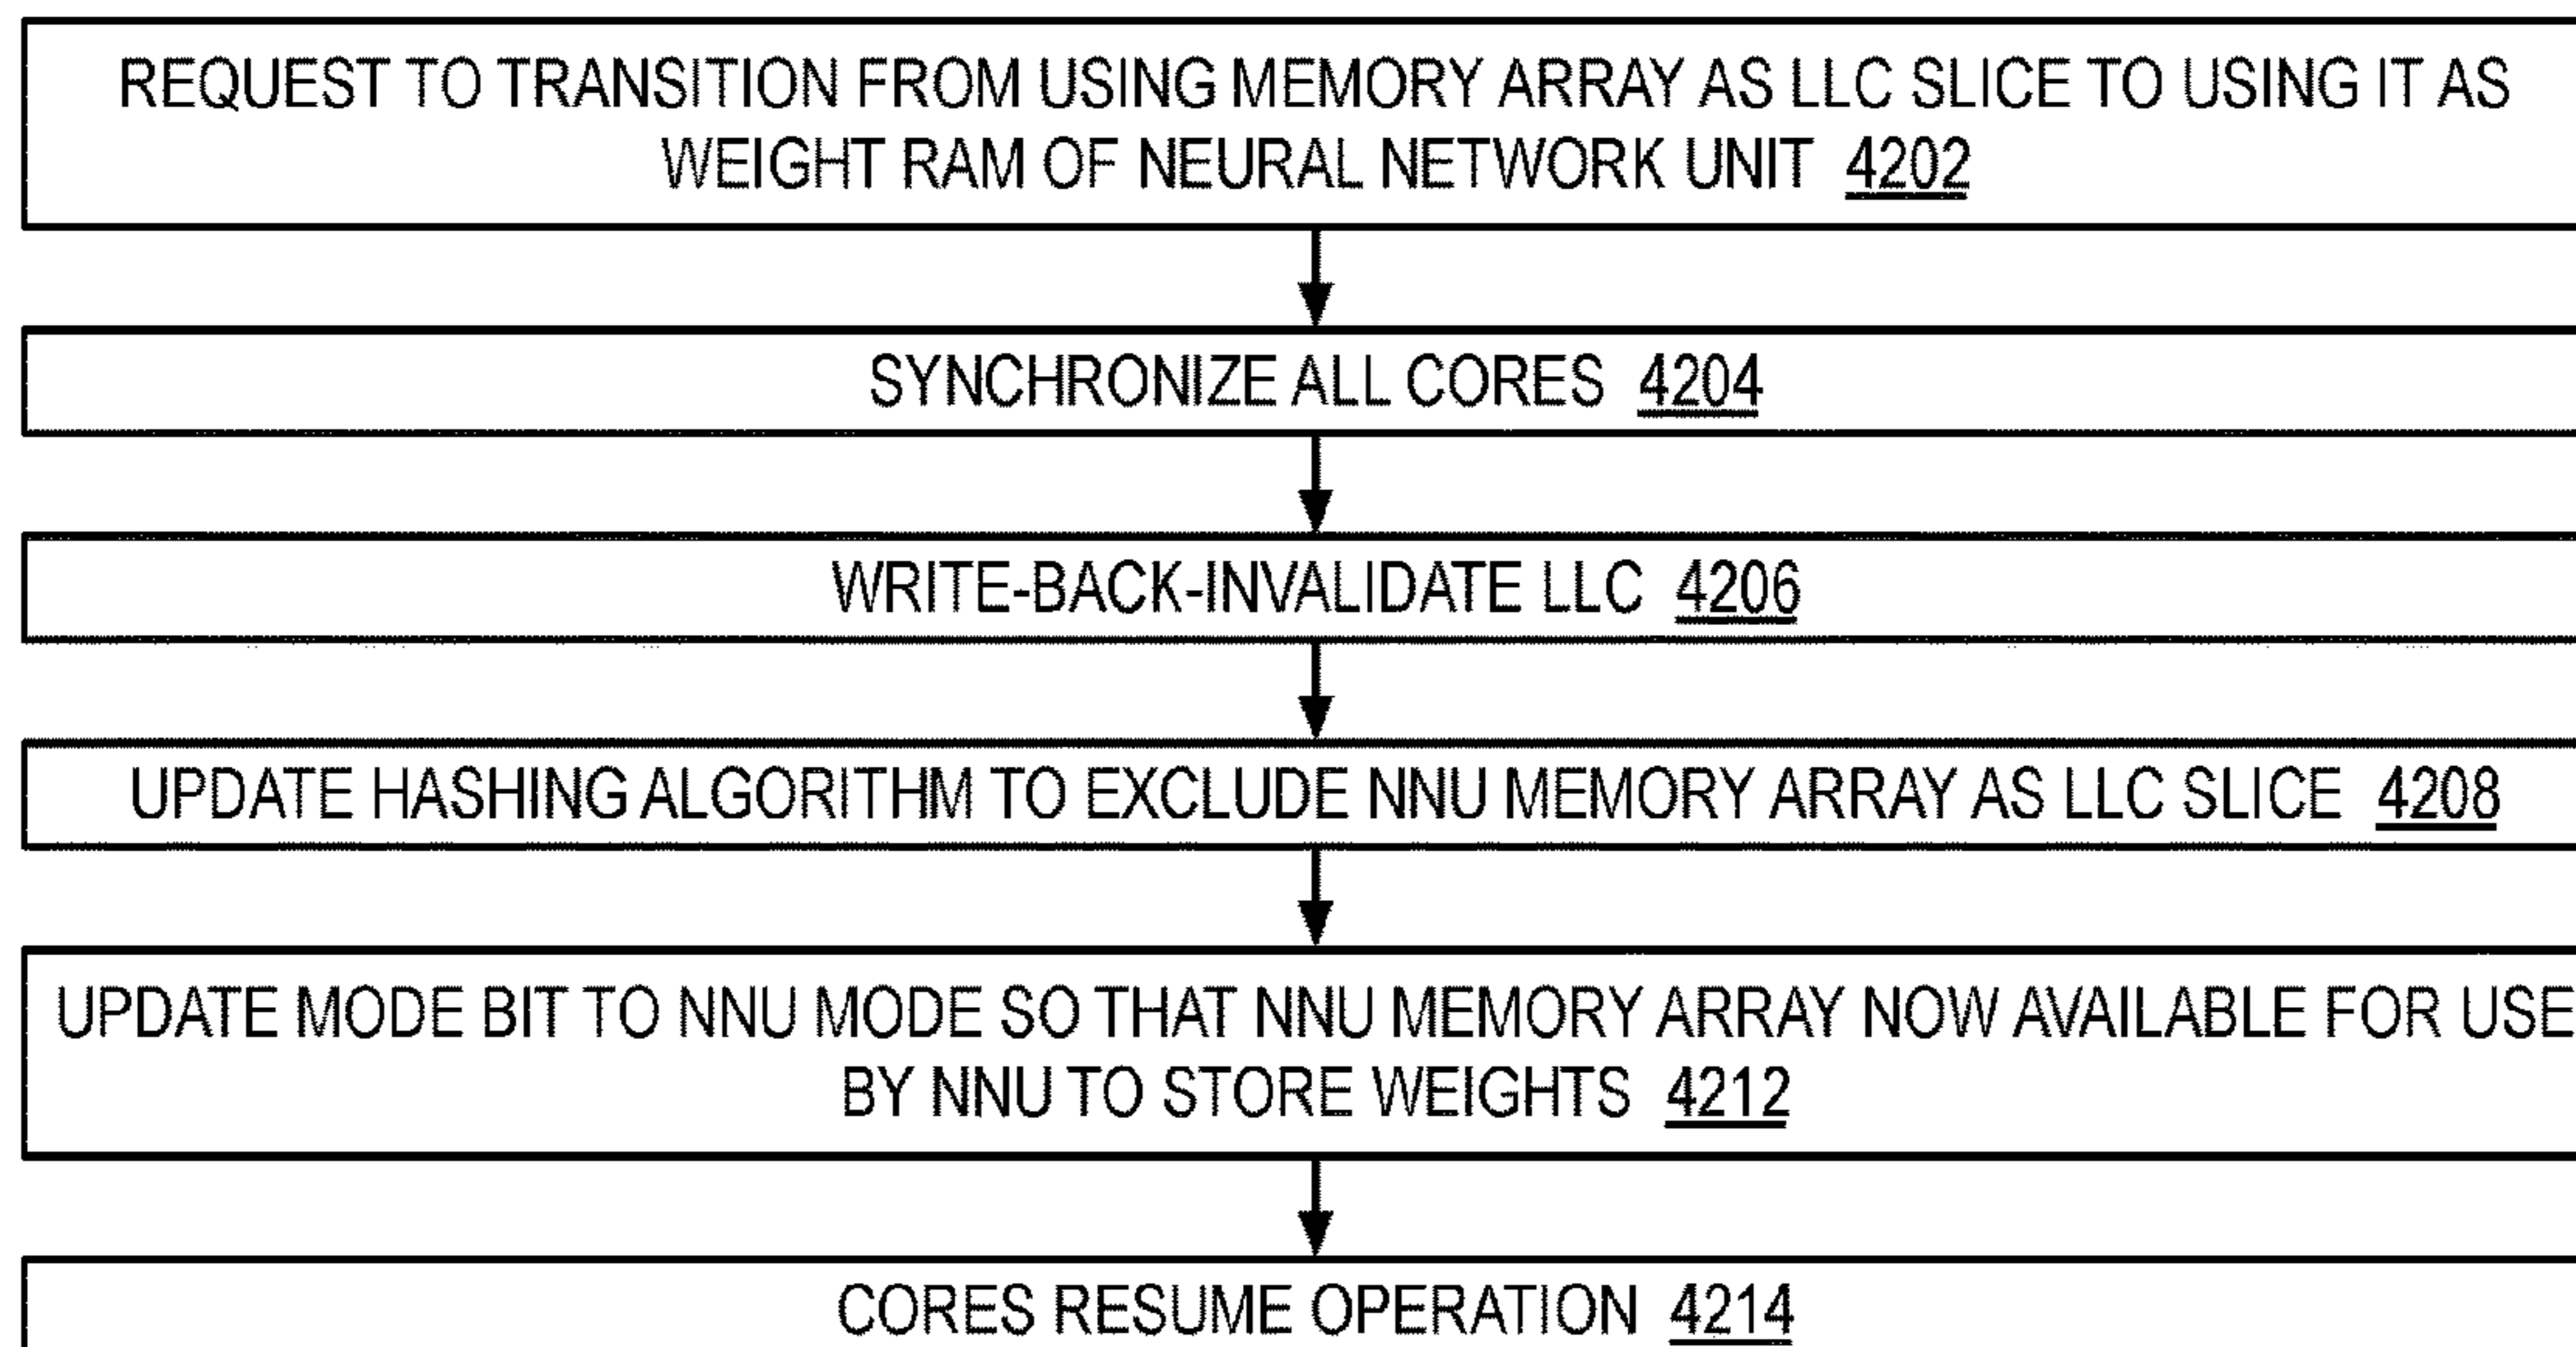 REQUEST TO TRANSITION FROM USING MEMORY ARRAY AS LLC SLICE TO USING IT AS
WEIGHT RAM OF NEURAL NETWORK UNIT 4202
SYNCHRONIZE ALL CORES 4204
WRITE-BACK-INVALIDATE LLC 4206
UPDATE HASHING ALGORITHM TO EXCLUDE NNU MEMORY ARRAY AS LLC SLICE 4208
UPDATE MODE BIT TO NNU MODE SO THAT NNU MEMORY ARRAY NOW AVAILABLE FOR USE
BY NNU TO STORE WEIGHTS 4212
CORES RESUME OPERATION 4214